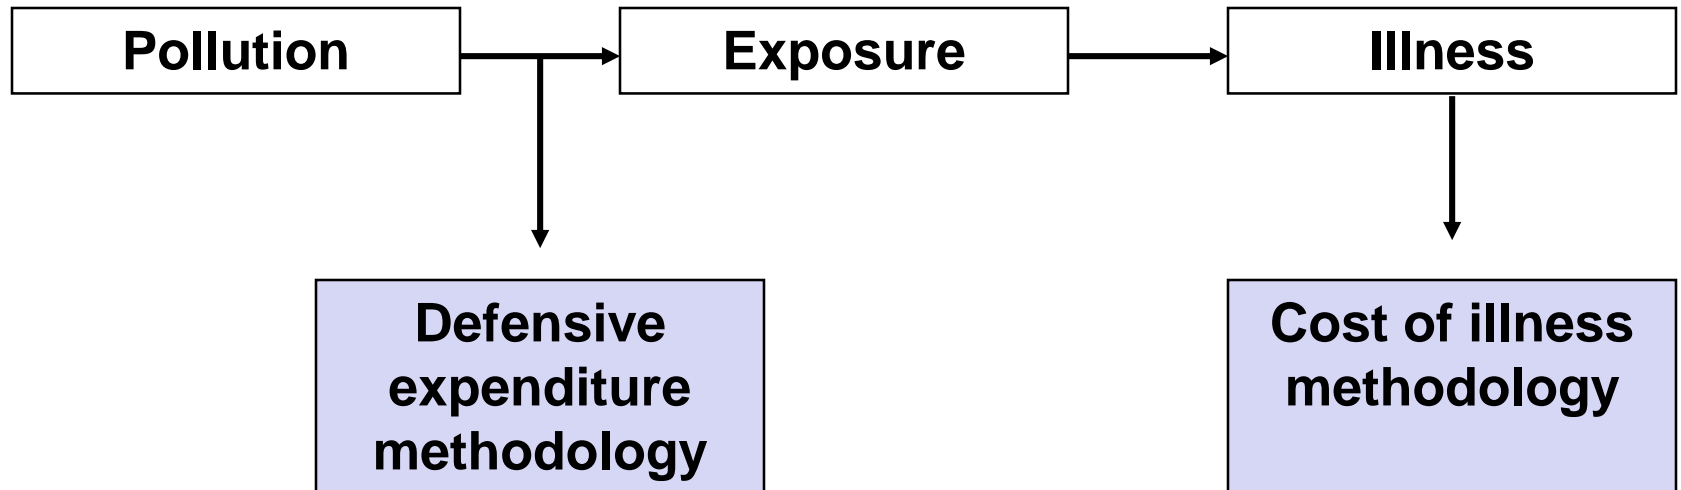 Pollution
Exposure
Illness
Defensive
expenditure
methodology
Cost of illness
methodology